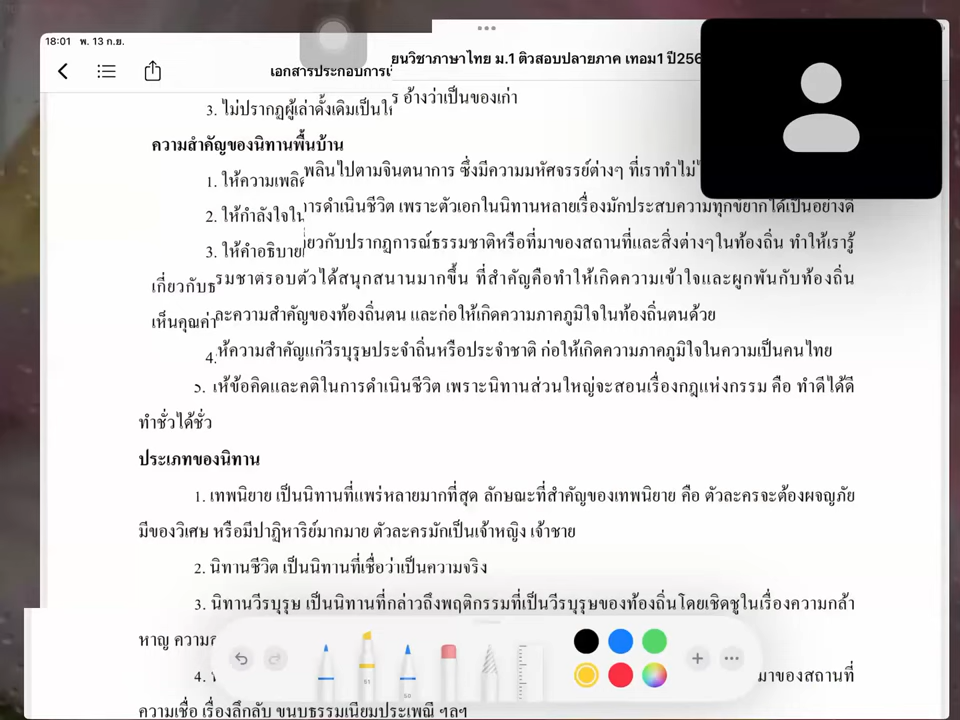 18:01 พ. 13 ก.ย.
เอกสารประกอบการเ ยนวิชาภาษาไทย ม.1 ติวสอบปลายภาค เทอม1 ปี256
3. ไม่ปรากฏผู้เล่าดั้งเดิมเป็นใ ร อ้างว่าเป็นของเก่า
ความสำคัญของนิทานพื้นบ้าน
1. ให้ความเพลิด พลินไปตามจินตนาการ ซึ่งมีความมหัศจรรย์ต่างๆ ที่เราทำไม่
2. ให้กำลังใจใน ารดำเนินชีวิต เพราะตัวเอกในนิทานหลายเรื่องมักประสบความทุกข์ยากได้เป็นอย่างดี
3. ให้คำอธิบาย ยวกับปรากฏการณ์ธรรมชาติหรือที่มาของสถานที่และสิ่งต่างๆในท้องถิ่น ทำให้เรารู้
เกี่ยวกับธรรมชาติรอบตัวได้สนุกสนานมากขึ้น ที่สำคัญคือทำให้เกิดความเข้าใจและผูกพันกับท้องถิ่น
เห็นคุณค่าและความสำคัญของท้องถิ่นตน และก่อให้เกิดความภาคภูมิใจในท้องถิ่นตนด้วย
4. ห้ความสำคัญแก่วีรบุรุษประจำถิ่นหรือประจำชาติ ก่อให้เกิดความภาคภูมิใจในความเป็นคนไทย
5. ให้ข้อคิดและคติในการดำเนินชีวิต เพราะนิทานส่วนใหญ่จะสอนเรื่องกฎแห่งกรรม คือ ทำดีได้ดี
ทำชั่วได้ชั่ว
ประเภทของนิทาน
1. เทพนิยาย เป็นนิทานที่แพร่หลายมากที่สุด ลักษณะที่สำคัญของเทพนิยาย คือ ตัวละครจะต้องผจญภัย
มีของวิเศษ หรือมีปาฏิหาริย์มากมาย ตัวละครมักเป็นเจ้าหญิง เจ้าชาย
2. นิทานชีวิต เป็นนิทานที่เชื่อว่าเป็นความจริง
3. นิทานวีรบุรุษ เป็นนิทานที่กล่าวถึงพฤติกรรมที่เป็นวีรบุรุษของท้องถิ่นโดยเชิดชูในเรื่องความกล้า
หาญ
4. มาของสถานที่
ความเชื่อ เรื่องลึกลับ ขนบธรรมเนียมประเพณี ฯลฯ